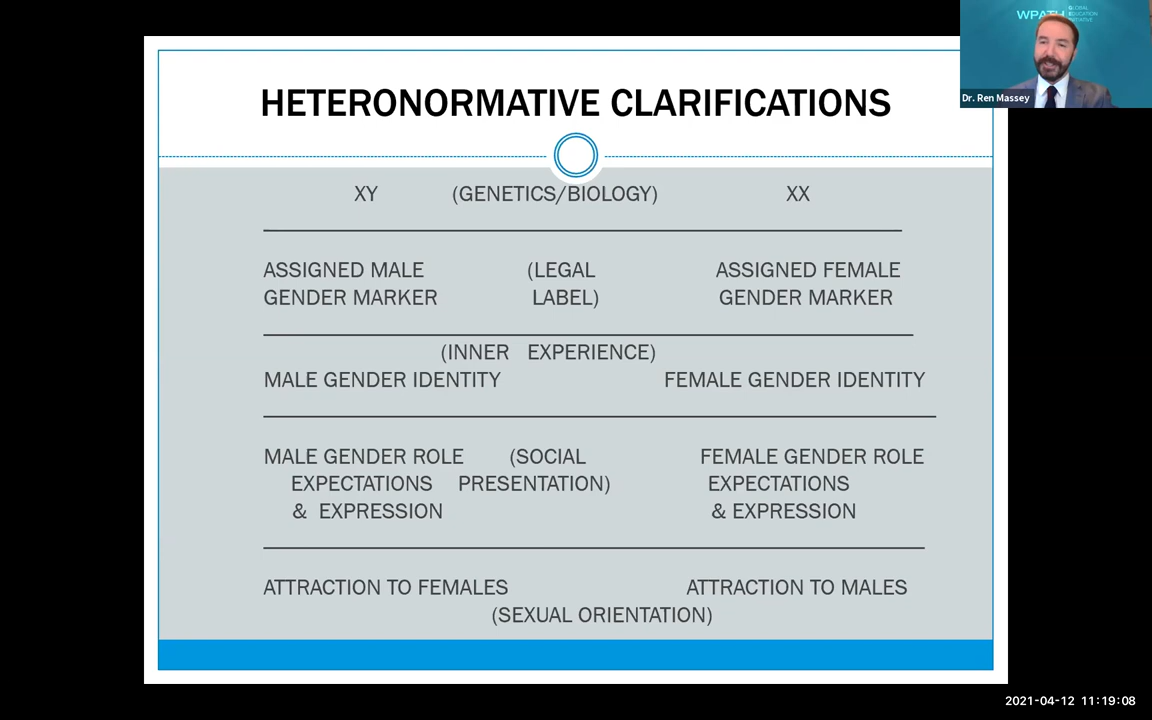 WPATH GLOBAL
EDUCATION
INITIATIVE
Dr. Ren Massey
HETERONORMATIVE CLARIFICATIONS
XY (GENETICS/BIOLOGY) XX
ASSIGNED MALE (LEGAL ASSIGNED FEMALE
GENDER MARKER LABEL) GENDER MARKER
(INNER EXPERIENCE)
MALE GENDER IDENTITY FEMALE GENDER IDENTITY
MALE GENDER ROLE (SOCIAL FEMALE GENDER ROLE
EXPECTATIONS PRESENTATION) EXPECTATIONS
& EXPRESSION & EXPRESSION
ATTRACTION TO FEMALES ATTRACTION TO MALES
(SEXUAL ORIENTATION)
2021-04-12 11:19:08